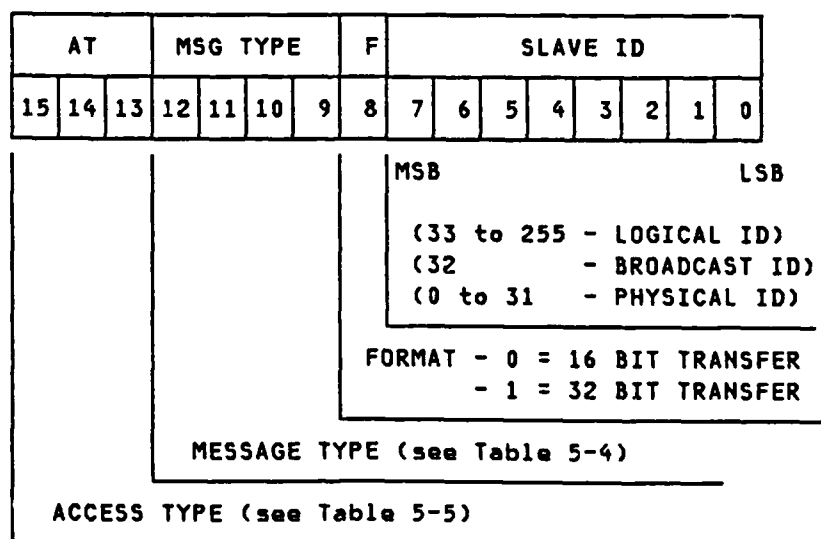 AT MSG TYPE F SLAVE ID
15 14 13 12 11 10 9 8 7 6 5 4 3 2 1 0
MSB LSB
(33 to 255 - LOGICAL ID)
(32 - BROADCAST ID)
(0 to 31 - PHYSICAL ID)
FORMAT - 0 = 16 BIT TRANSFER
- 1 = 32 BIT TRANSFER
MESSAGE TYPE (see Table 5-4)
ACCESS TYPE (see Table 5-5)